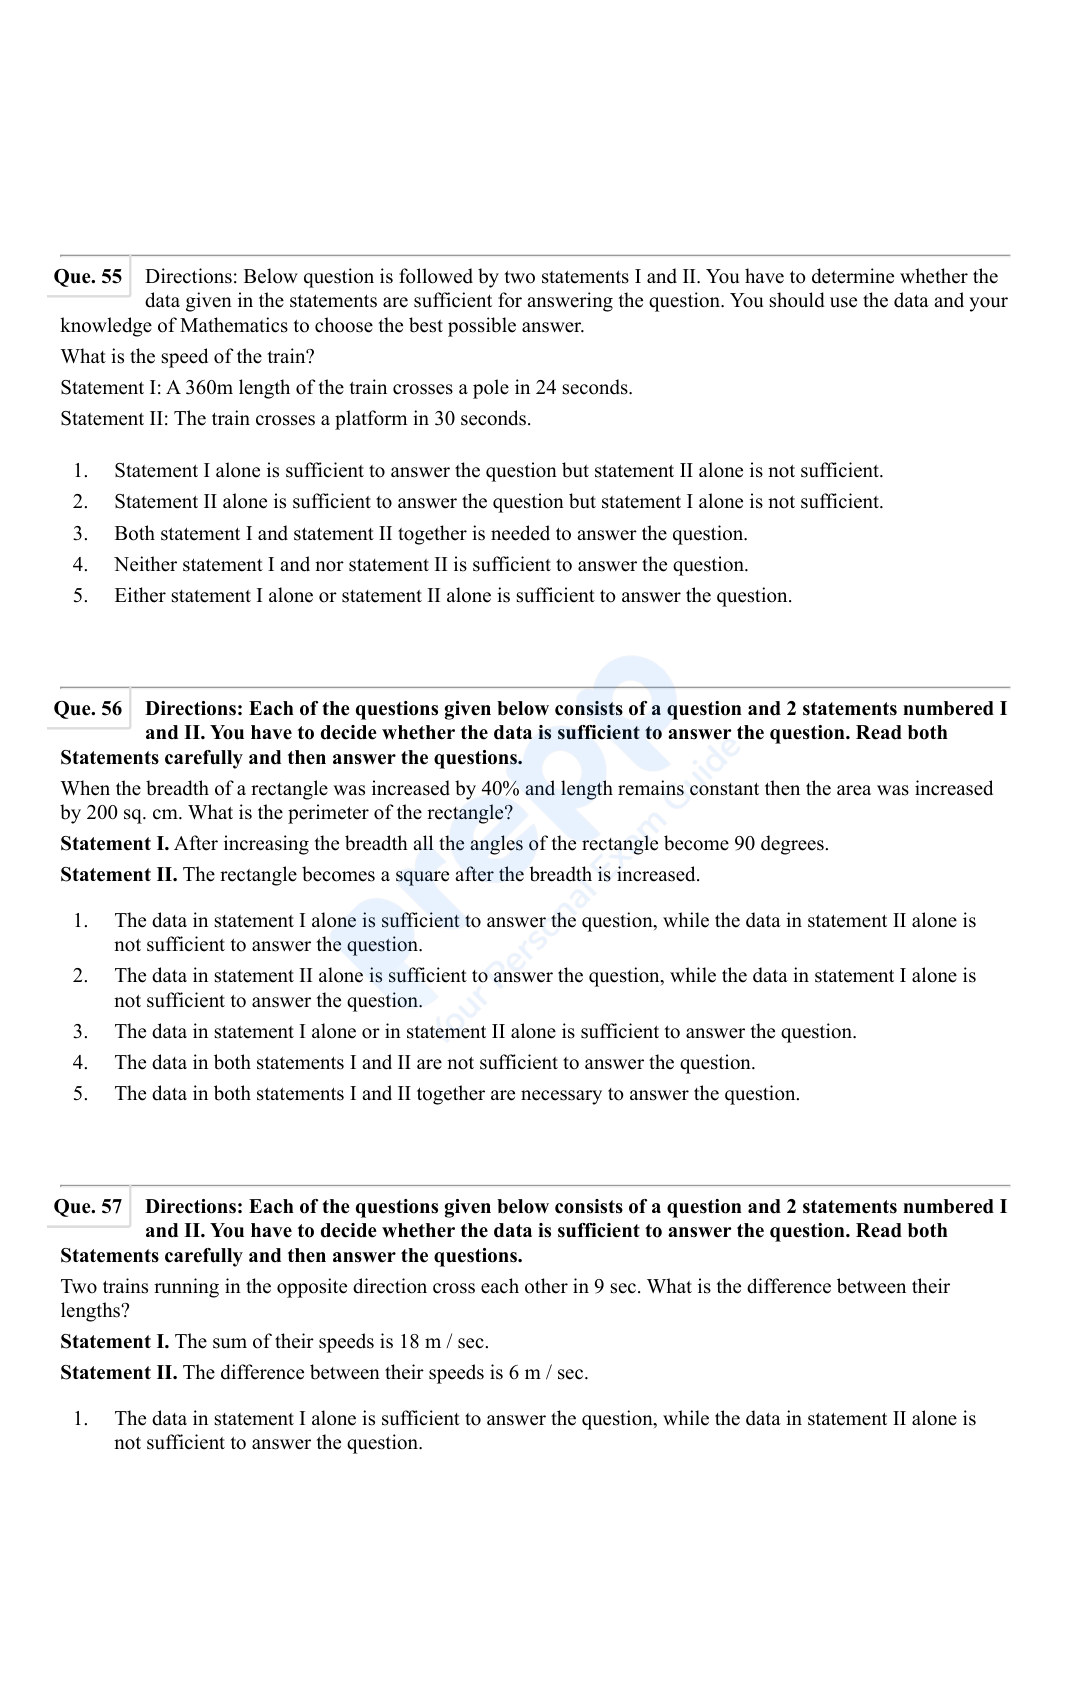 Que. 55 Directions: Below question is followed by two statements I and II. You have to determine whether the
data given in the statements are sufficient for answering the question. You should use the data and your
knowledge of Mathematics to choose the best possible answer.
What is the speed of the train?
Statement I: A 360m length of the train crosses a pole in 24 seconds.
Statement II: The train crosses a platform in 30 seconds.
1. Statement I alone is sufficient to answer the question but statement II alone is not sufficient.
2. Statement II alone is sufficient to answer the question but statement I alone is not sufficient.
3. Both statement I and statement II together is needed to answer the question.
4. Neither statement I and nor statement II is sufficient to answer the question.
5. Either statement I alone or statement II alone is sufficient to answer the question.
Que. 56 Directions: Each of the questions given below consists of a question and 2 statements numbered I
and II. You have to decide whether the data is sufficient to answer the question. Read both
Statements carefully and then answer the questions.
When the breadth of a rectangle was increased by 40% and length remains constant then the area was increased
by 200 sq. cm. What is the perimeter of the rectangle?
Statement I. After increasing the breadth all the angles of the rectangle become 90 degrees.
Statement II. The rectangle becomes a square after the breadth is increased.
1. The data in statement I alone is sufficient to answer the question, while the data in statement II alone is
not sufficient to answer the question.
2. The data in statement II alone is sufficient to answer the question, while the data in statement I alone is
not sufficient to answer the question.
3. The data in statement I alone or in statement II alone is sufficient to answer the question.
4. The data in both statements I and II are not sufficient to answer the question.
5. The data in both statements I and II together are necessary to answer the question.
prepp
Your Personal Exam Guide
Que. 57 Directions: Each of the questions given below consists of a question and 2 statements numbered I
and II. You have to decide whether the data is sufficient to answer the question. Read both
Statements carefully and then answer the questions.
Two trains running in the opposite direction cross each other in 9 sec. What is the difference between their
lengths?
Statement I. The sum of their speeds is 18 m / sec.
Statement II. The difference between their speeds is 6 m / sec.
1. The data in statement I alone is sufficient to answer the question, while the data in statement II alone is
not sufficient to answer the question.